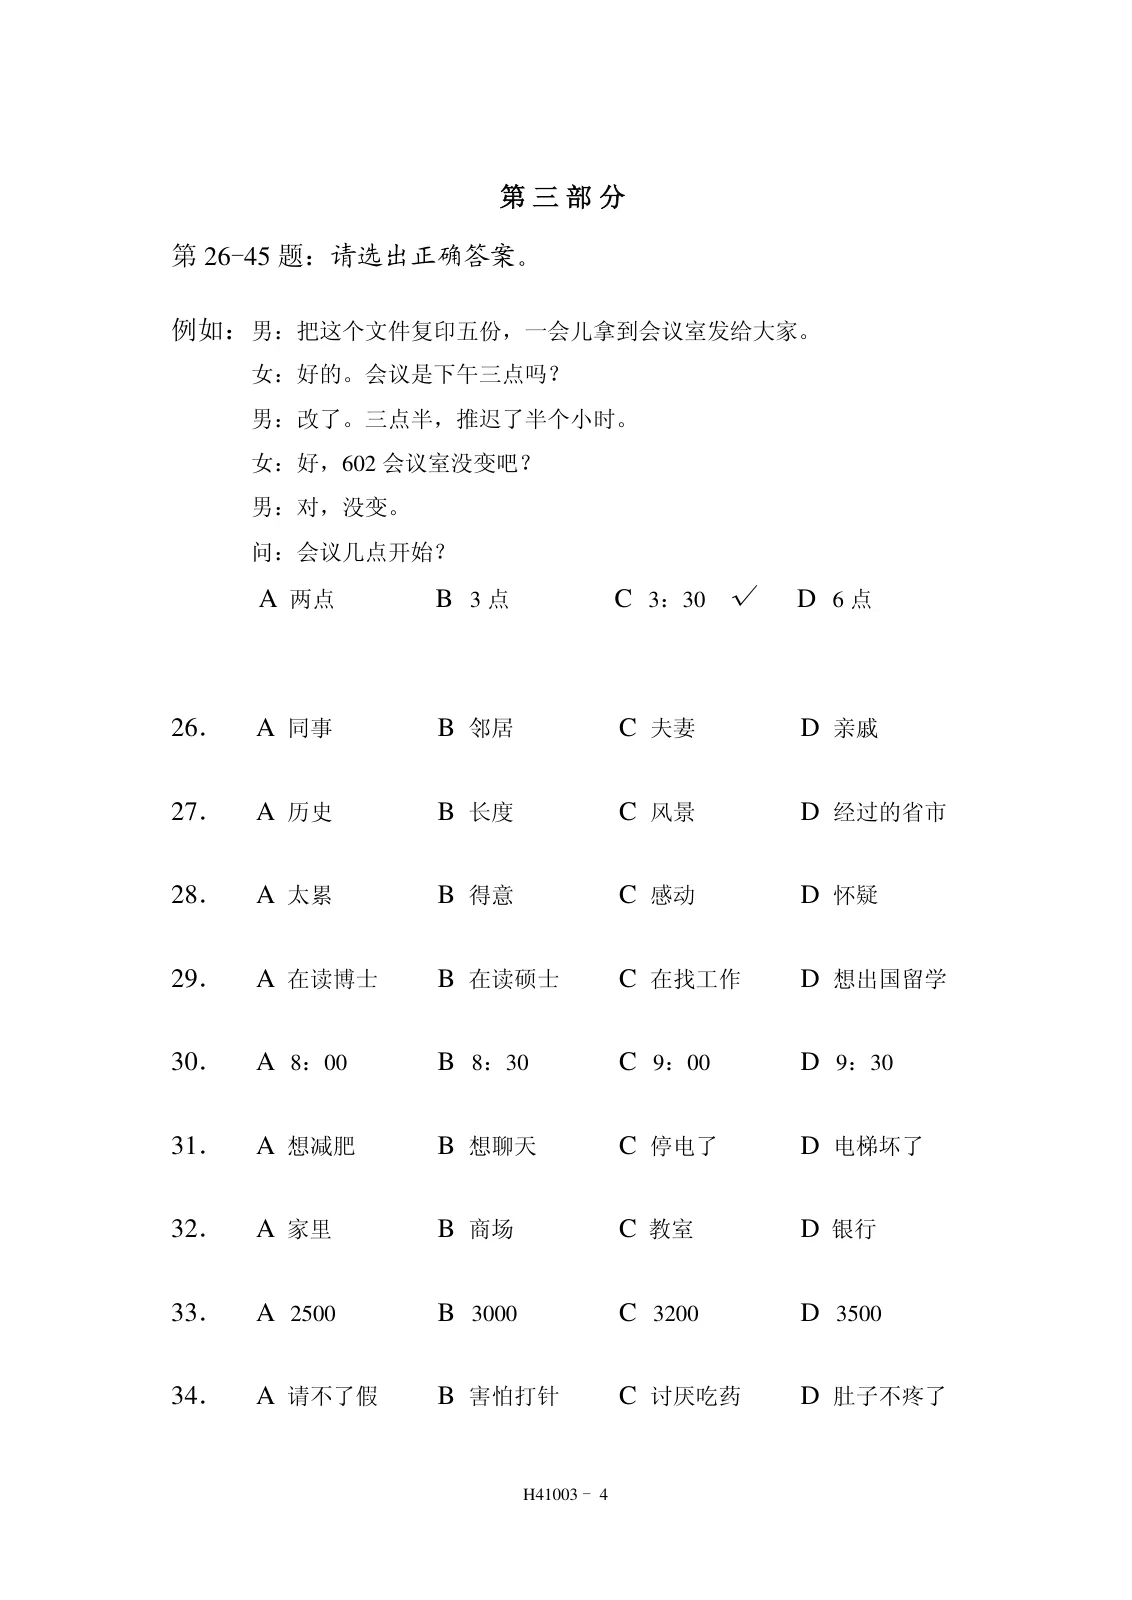 第三部分
第 26-45 题：请选出正确答案。
例如：男：把这个文件复印五份，一会儿拿到会议室发给大家。
女：好的。会议是下午三点吗？
男：改了。三点半，推迟了半个小时。
女：好，602 会议室没变吧？
男：对，没变。
问：会议几点开始？
A 两点 B 3 点 C 3：30 √ D 6 点
26． A 同事 B 邻居 C 夫妻 D 亲戚
27． A 历史 B 长度 C 风景 D 经过的省市
28． A 太累 B 得意 C 感动 D 怀疑
29． A 在读博士 B 在读硕士 C 在找工作 D 想出国留学
30． A 8：00 B 8：30 C 9：00 D 9：30
31． A 想减肥 B 想聊天 C 停电了 D 电梯坏了
32． A 家里 B 商场 C 教室 D 银行
33． A 2500 B 3000 C 3200 D 3500
34． A 请不了假 B 害怕打针 C 讨厌吃药 D 肚子不疼了
H41003－ 4